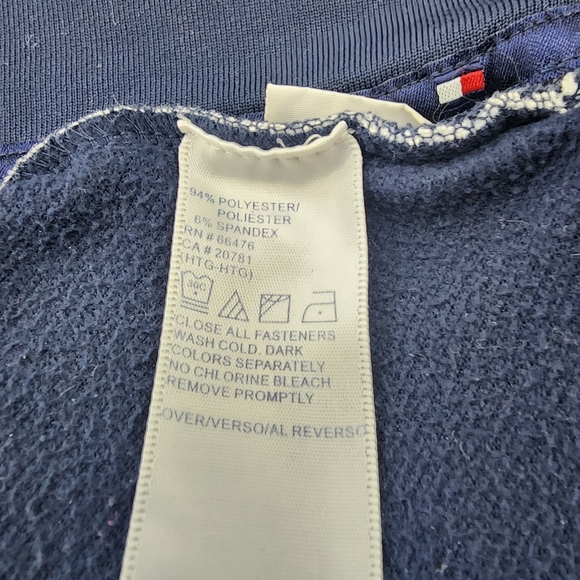 94% POLYESTER/
POLIÉSTER
6% SPANDEX
RN # 66476
CA # 20781
(HTG-HTG)
30C
CLOSE ALL FASTENERS
WASH COLD. DARK
COLORS SEPARATELY
NO CHLORINE BLEACH
REMOVE PROMPTLY
OVER/VERSO/AL REVERSO